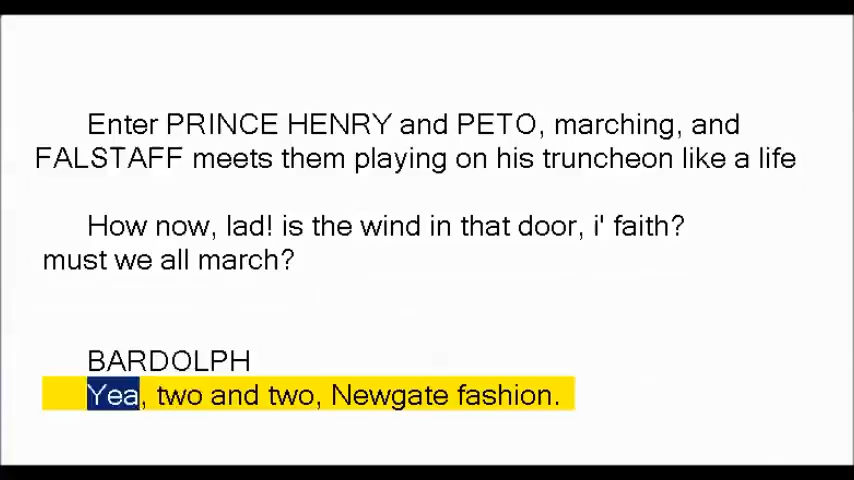 Enter PRINCE HENRY and PETO, marching, and
FALSTAFF meets them playing on his truncheon like a life
How now, lad! is the wind in that door, i' faith?
must we all march?
BARDOLPH
Yea, two and two, Newgate fashion.